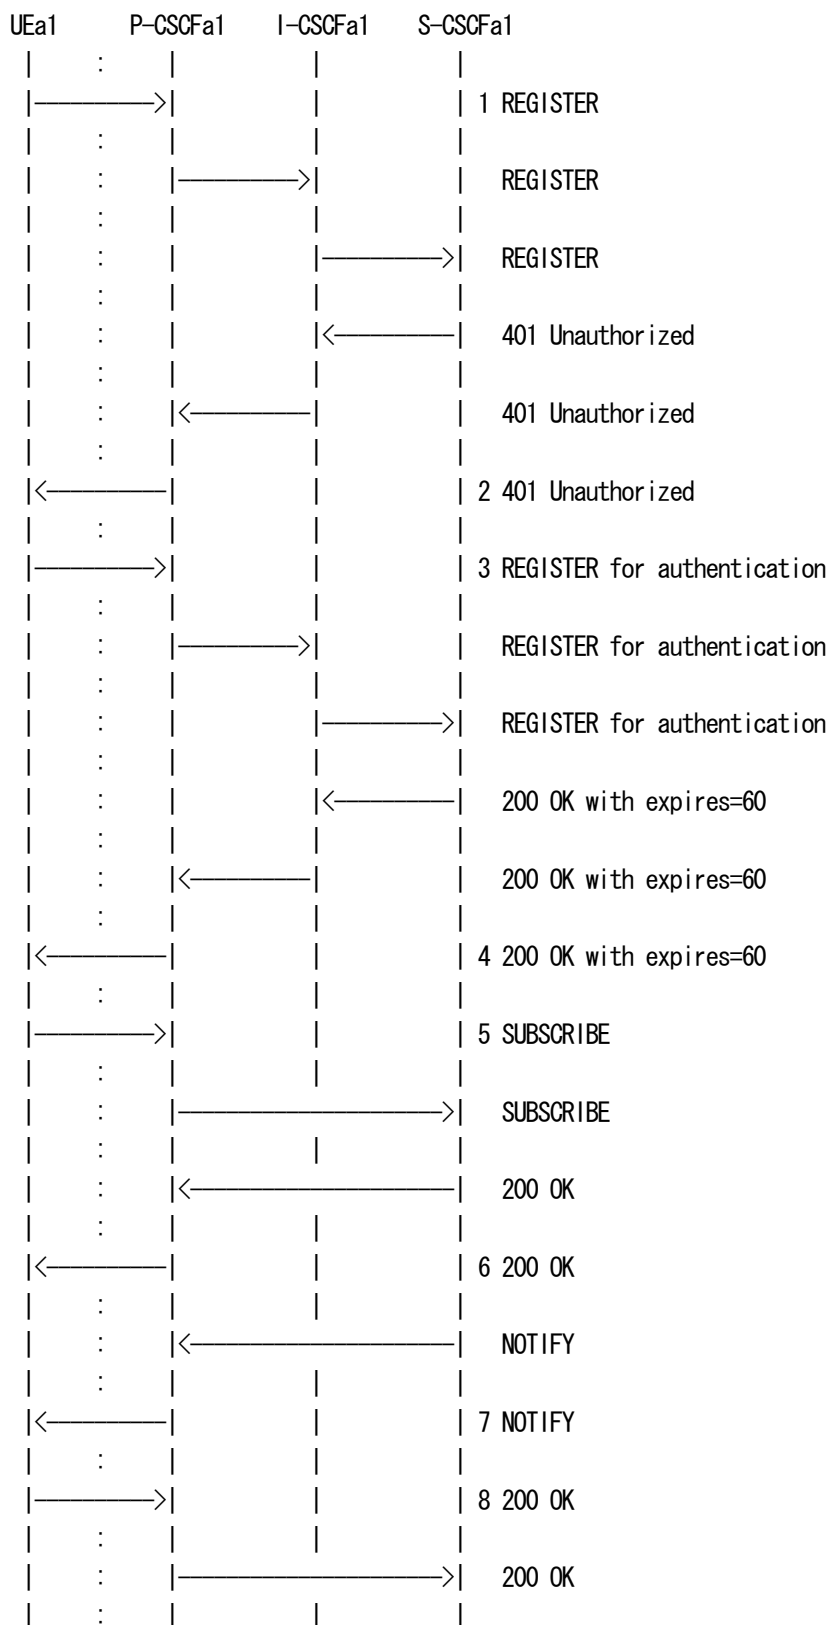 UEa1 P-CSCFa1 I-CSCFa1 S-CSCFa1
| : | | |
|---------->| | | 1 REGISTER
| : | | |
| : |---------->| | REGISTER
| : | | |
| : | |---------->| REGISTER
| : | | |
| : | |<----------| 401 Unauthorized
| : | | |
| : |<----------| | 401 Unauthorized
| : | | |
|<----------| | | 2 401 Unauthorized
| : | | |
|---------->| | | 3 REGISTER for authentication
| : | | |
| : |---------->| | REGISTER for authentication
| : | | |
| : | |---------->| REGISTER for authentication
| : | | |
| : | |<----------| 200 OK with expires=60
| : | | |
| : |<----------| | 200 OK with expires=60
| : | | |
|<----------| | | 4 200 OK with expires=60
| : | | |
|---------->| | | 5 SUBSCRIBE
| : | | |
| : |---------------------->| SUBSCRIBE
| : | | |
| : |<----------------------| 200 OK
| : | | |
|<----------| | | 6 200 OK
| : | | |
| : |<----------------------| NOTIFY
| : | | |
|<----------| | | 7 NOTIFY
| : | | |
|---------->| | | 8 200 OK
| : | | |
| : |---------------------->| 200 OK
| : | | |